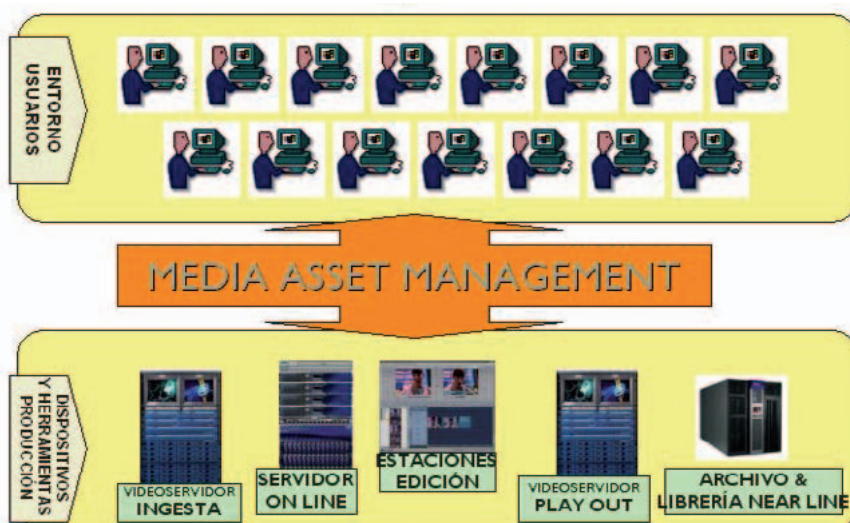 ENTORNO
USUARIOS
MEDIA ASSET MANAGEMENT
DISPOSITIVOS
Y HERRAMIENTAS
PRODUCCIÓN
VIDEOSERVIDOR
INGESTA
SERVIDOR
ON LINE
ESTACIONES
EDICIÓN
VIDEOSERVIDOR
PLAY OUT
ARCHIVO &
LIBRERÍA NEAR LINE